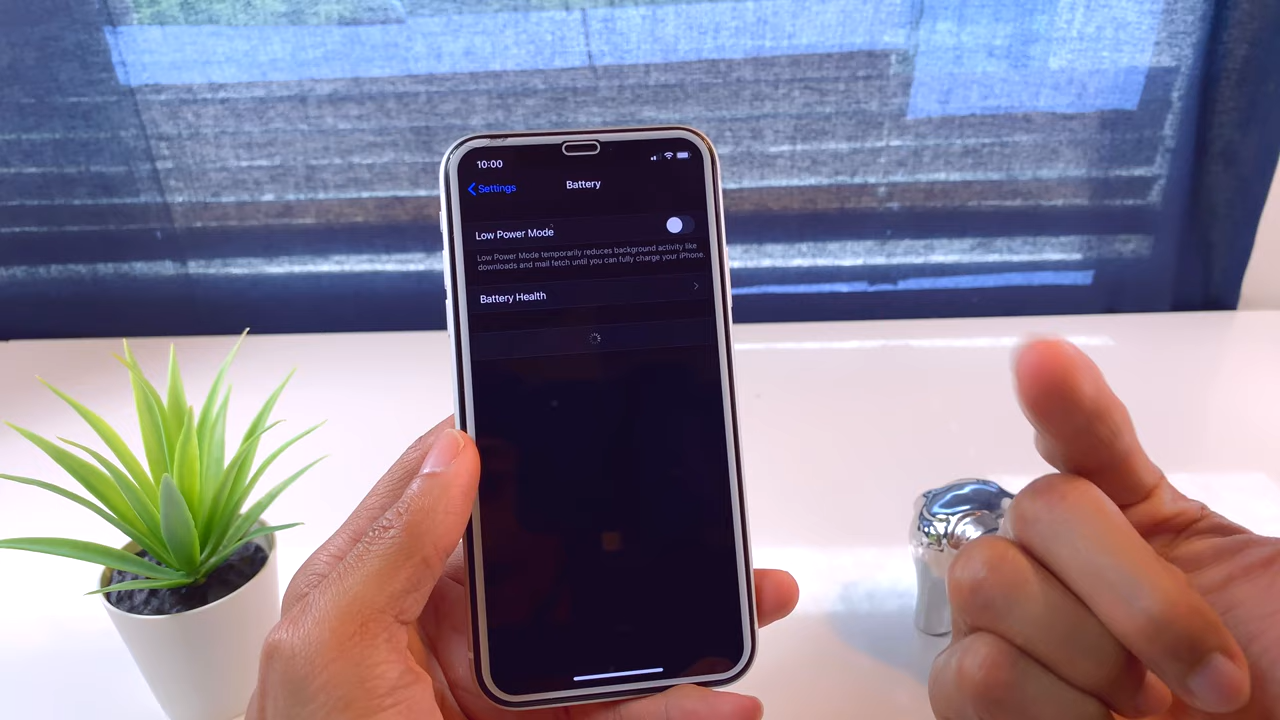 10:00
Settings
Battery
Low Power Mode
Low Power Mode temporarily reduces background activity like
downloads and mail fetch until you can fully charge your iPhone.
Battery Health